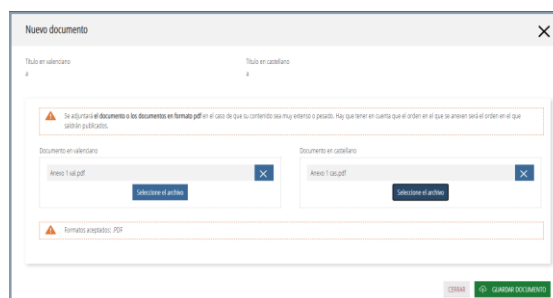 Nuevo documento
Título en valenciano
Título en castellano
a
a
Se adjuntará el documento o los documentos en formato pdf en el caso de que su contenido sea muy extenso o pesado. Hay que tener en cuenta que el orden en el que se anexen será el orden en el que
saldrán publicados.
Documento en valenciano
Documento en castellano
Anexo 1 val.pdf
Anexo 1 cas.pdf
Seleccione el archivo
Seleccione el archivo
Formatos aceptados: .PDF
CERRAR
GUARDAR DOCUMENTO